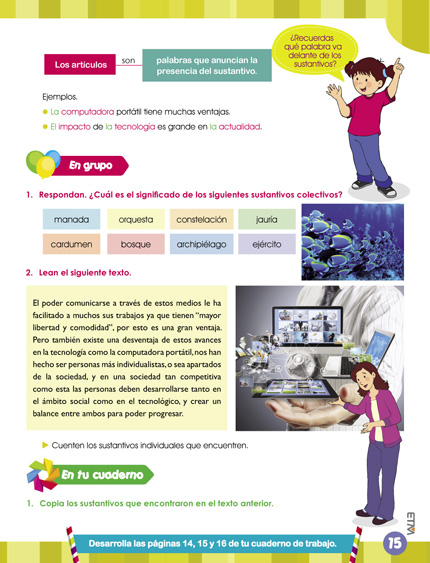 ¿Recuerdas
qué palabra va
delante de los
sustantivos?
Los artículos
son
palabras que anuncian la
presencia del sustantivo.
Ejemplos.
La computadora portátil tiene muchas ventajas.
El impacto de la tecnología es grande en la actualidad.
En grupo
1. Respondan. ¿Cuál es el significado de los siguientes sustantivos colectivos?
manada orquesta constelación jauría
cardumen bosque archipiélago ejército
2. Lean el siguiente texto.
El poder comunicarse a través de estos medios le ha
facilitado a muchos sus trabajos ya que tienen "mayor
libertad y comodidad", por esto es una gran ventaja.
Pero también existe una desventaja de estos avances
en la tecnología como la computadora portátil, nos han
hecho ser personas más individualistas, o sea apartados
de la sociedad, y en una sociedad tan competitiva
como esta las personas deben desarrollarse tanto en
el ámbito social como en el tecnológico, y crear un
balance entre ambos para poder progresar.
Cuenten los sustantivos individuales que encuentren.
En tu cuaderno
1. Copia los sustantivos que encontraron en el texto anterior.
Desarrolla las páginas 14, 15 y 16 de tu cuaderno de trabajo.
15